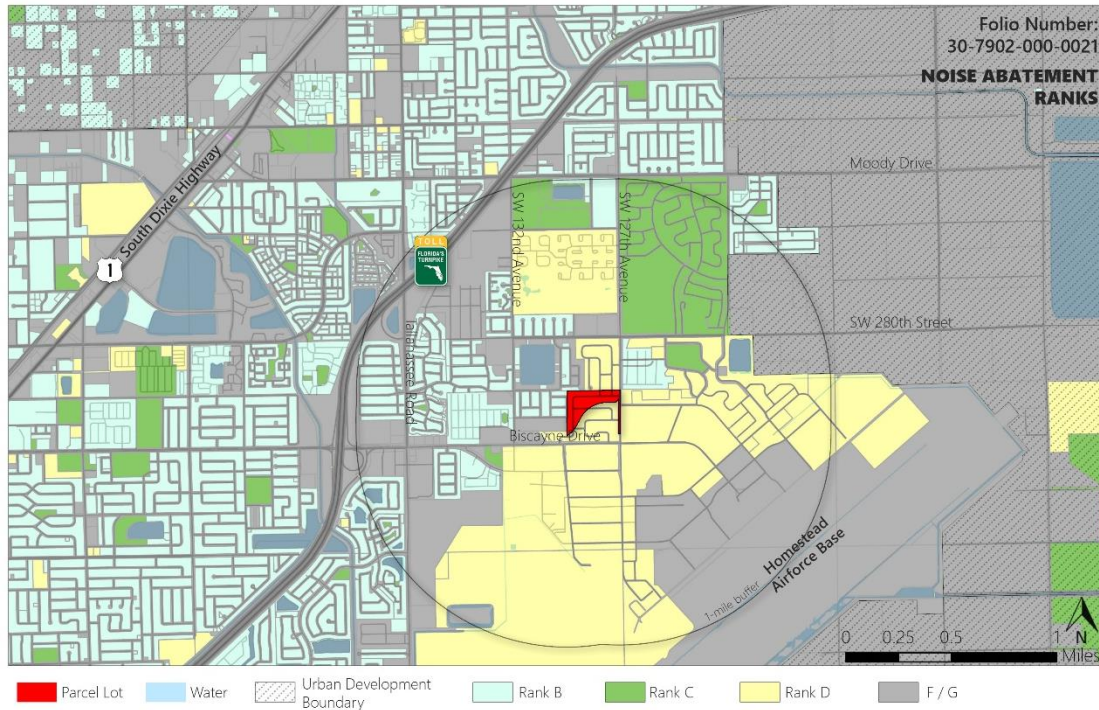 Folio Number:
30-7902-000-0021
NOISE ABATEMENT
RANKS
Moody Drive
South Dixie Highway
1
TOLL
FLORIDA'S
TURNPIKE
SW 132nd Avenue
SW 127th Avenue
SW 280th Street
Tallahassee Road
Biscayne Drive
Homestead
Airforce Base
1-mile buffer
N
0 0.25 0.5 1
Miles
Parcel Lot
Water
Urban Development
Boundary
Rank B
Rank C
Rank D
F / G